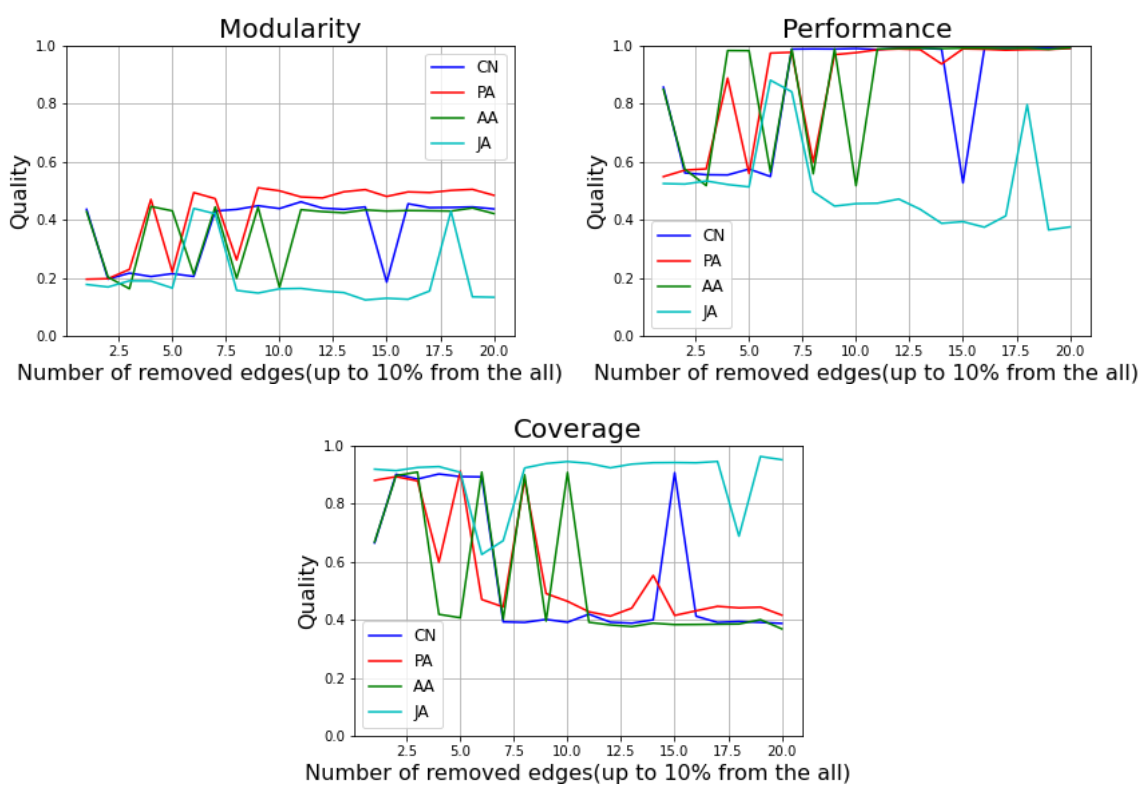 Modularity
1.0
0.8
0.6
0.4
0.2
0.0
Quality
CN
PA
AA
JA
2.5 5.0 7.5 10.0 12.5 15.0 17.5 20.0
Number of removed edges(up to 10% from the all)
Performance
1.0
0.8
0.6
0.4
0.2
0.0
Quality
CN
PA
AA
JA
2.5 5.0 7.5 10.0 12.5 15.0 17.5 20.0
Number of removed edges(up to 10% from the all)
Coverage
1.0
0.8
0.6
0.4
0.2
0.0
Quality
CN
PA
AA
JA
2.5 5.0 7.5 10.0 12.5 15.0 17.5 20.0
Number of removed edges(up to 10% from the all)